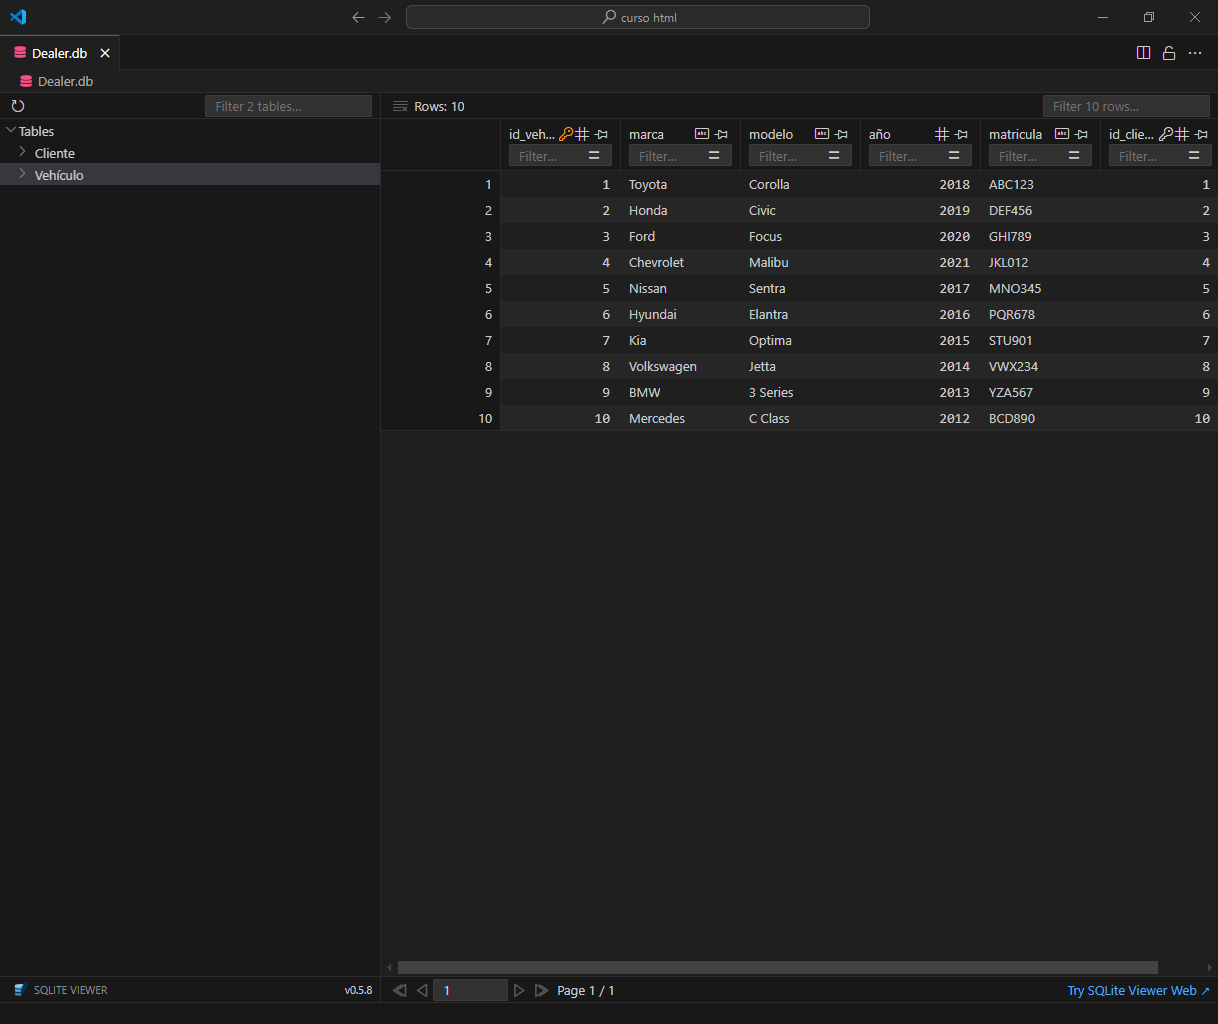 curso html
Dealer.db
Dealer.db
Filter 2 tables...
Rows: 10
Filter 10 rows...
Tables
Cliente
Vehículo
id_veh... marca modelo año matricula id_clie...
Filter... Filter... Filter... Filter... Filter... Filter...
1 1 Toyota Corolla 2018 ABC123 1
2 2 Honda Civic 2019 DEF456 2
3 3 Ford Focus 2020 GHI789 3
4 4 Chevrolet Malibu 2021 JKL012 4
5 5 Nissan Sentra 2017 MNO345 5
6 6 Hyundai Elantra 2016 PQR678 6
7 7 Kia Optima 2015 STU901 7
8 8 Volkswagen Jetta 2014 VWX234 8
9 9 BMW 3 Series 2013 YZA567 9
10 10 Mercedes C Class 2012 BCD890 10
SQLITE VIEWER v0.5.8
1 Page 1 / 1
Try SQLite Viewer Web ↗